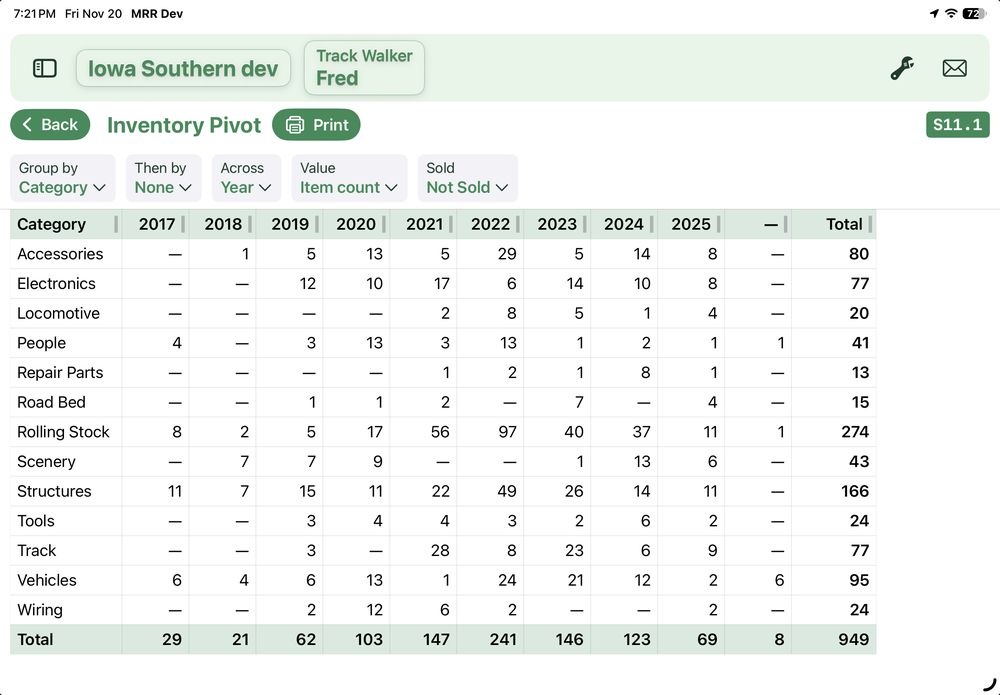 7:21 PM Fri Nov 20 MRR Dev
72
Iowa Southern dev
Track Walker
Fred
Back
Inventory Pivot
Print
S11.1
Group by
Category
Then by
None
Across
Year
Value
Item count
Sold
Not Sold
Category 2017 2018 2019 2020 2021 2022 2023 2024 2025 — Total
Accessories — 1 5 13 5 29 5 14 8 — 80
Electronics — — 12 10 17 6 14 10 8 — 77
Locomotive — — — — 2 8 5 1 4 — 20
People 4 — 3 13 3 13 1 2 1 1 41
Repair Parts — — — — 1 2 1 8 1 — 13
Road Bed — — 1 1 2 — 7 — 4 — 15
Rolling Stock 8 2 5 17 56 97 40 37 11 1 274
Scenery — 7 7 9 — — 1 13 6 — 43
Structures 11 7 15 11 22 49 26 14 11 — 166
Tools — — 3 4 4 3 2 6 2 — 24
Track — — 3 — 28 8 23 6 9 — 77
Vehicles 6 4 6 13 1 24 21 12 2 6 95
Wiring — — 2 12 6 2 — — 2 — 24
Total 29 21 62 103 147 241 146 123 69 8 949